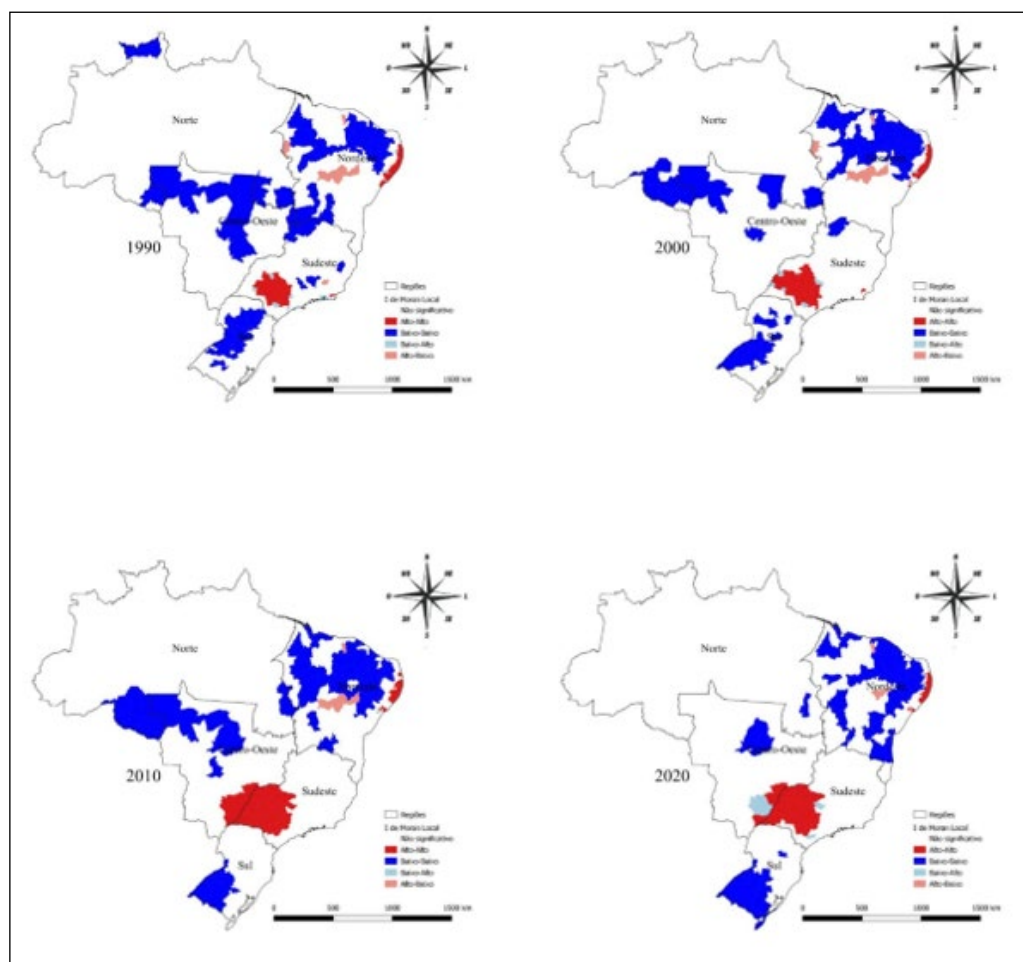 Norte
Nordeste
Centro-Oeste
1990
Sudeste
Regiões
I de Moran Local
Não significativo
Alto-Alto
Baixo-Baixo
Baixo-Alto
Alto-Baixo
0 500 1000 1500 km
Norte
Centro-Oeste
2000
Sudeste
Regiões
I de Moran Local
Não significativo
Alto-Alto
Baixo-Baixo
Baixo-Alto
Alto-Baixo
0 500 1000 1500 km
Norte
Centro-Oeste
2010
Sudeste
Sul
Regiões
I de Moran Local
Não significativo
Alto-Alto
Baixo-Baixo
Baixo-Alto
Alto-Baixo
0 500 1000 1500 km
Norte
Nordeste
Centro-Oeste
2020
Sudeste
Sul
Regiões
I de Moran Local
Não significativo
Alto-Alto
Baixo-Baixo
Baixo-Alto
Alto-Baixo
0 500 1000 1500 km